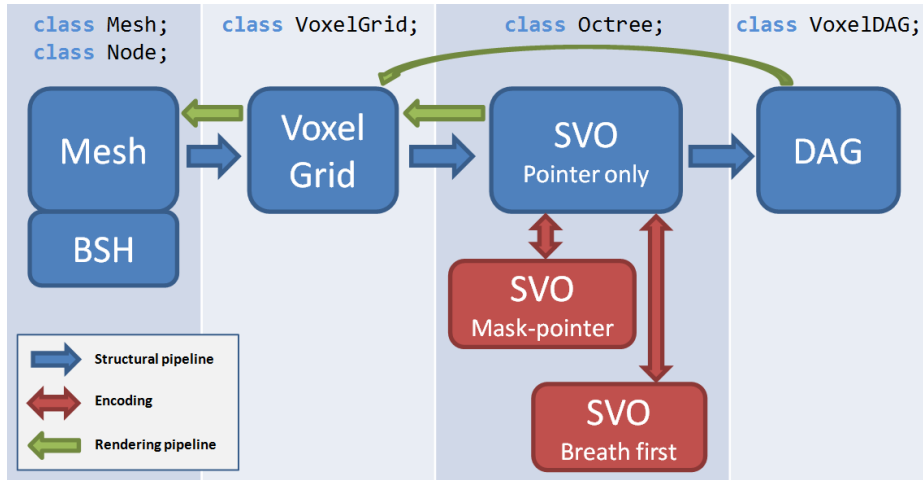 class Mesh;
class Node;
class VoxelGrid;
class Octree;
class VoxelDAG;
Mesh
BSH
Voxel
Grid
SVO
Pointer only
DAG
SVO
Mask-pointer
SVO
Breath first
Structural pipeline
Encoding
Rendering pipeline